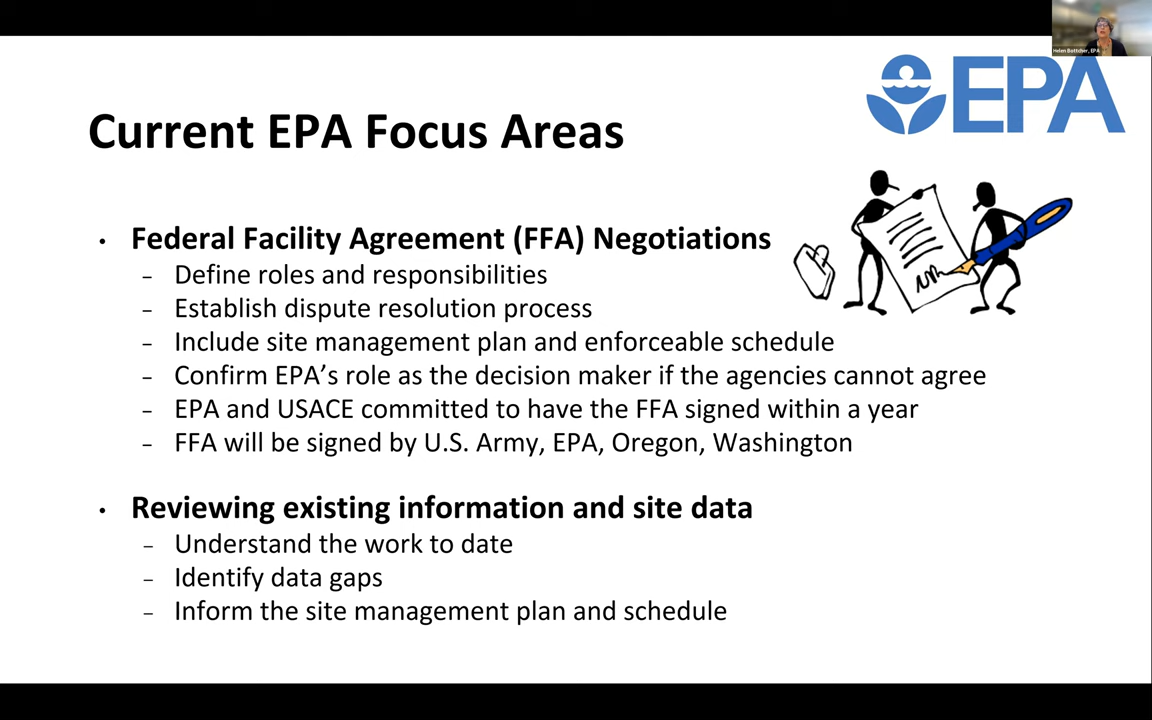 Helen Bottcher, EPA
EPA
Current EPA Focus Areas
• Federal Facility Agreement (FFA) Negotiations
– Define roles and responsibilities
– Establish dispute resolution process
– Include site management plan and enforceable schedule
– Confirm EPA’s role as the decision maker if the agencies cannot agree
– EPA and USACE committed to have the FFA signed within a year
– FFA will be signed by U.S. Army, EPA, Oregon, Washington
• Reviewing existing information and site data
– Understand the work to date
– Identify data gaps
– Inform the site management plan and schedule